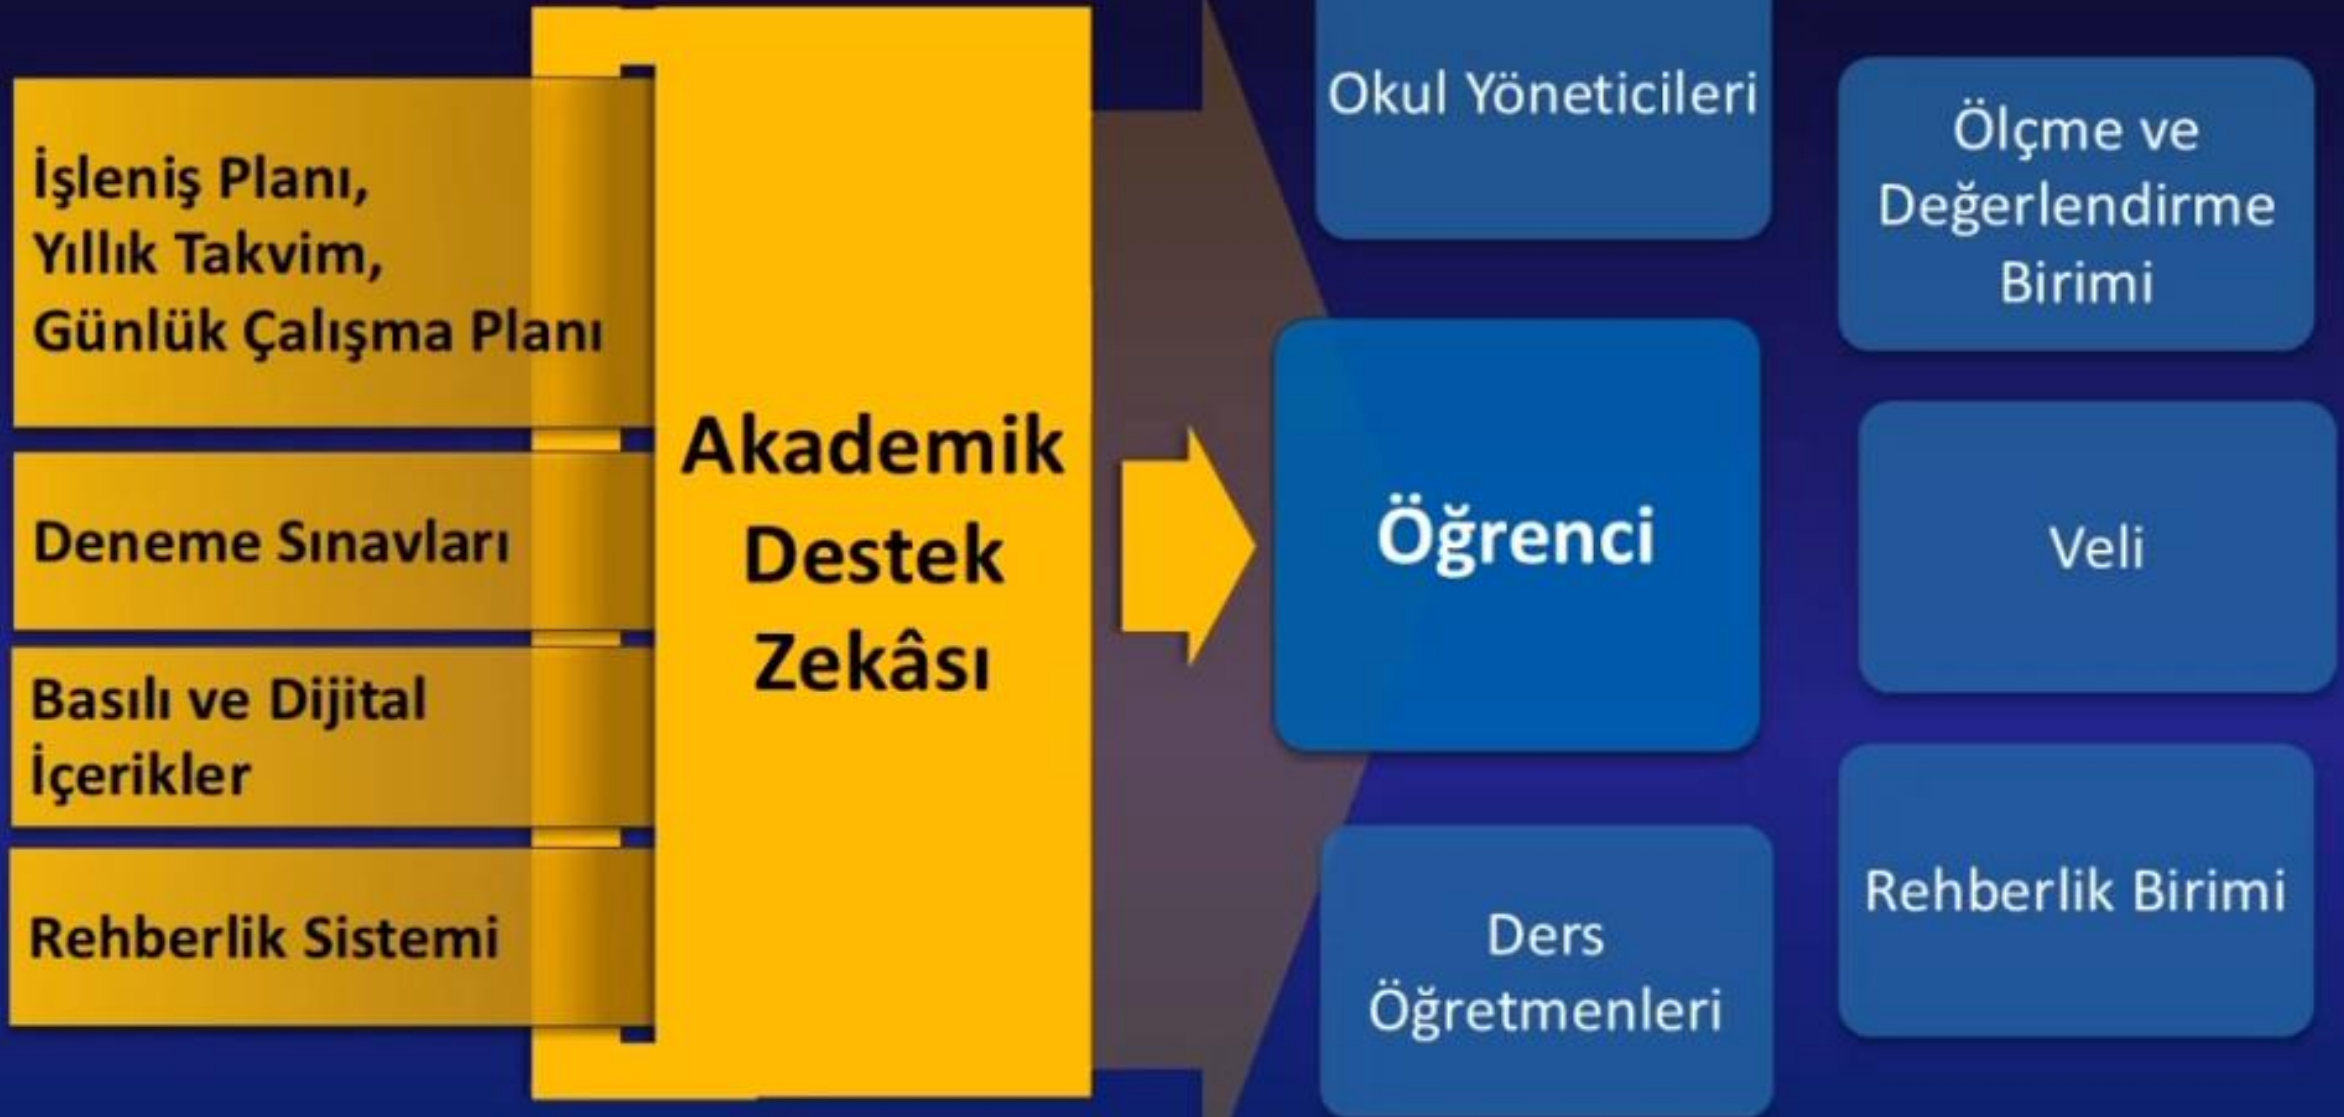 İşleniş Planı,
Yıllık Takvim,
Günlük Çalışma Planı
Deneme Sınavları
Basılı ve Dijital
İçerikler
Rehberlik Sistemi
Akademik
Destek
Zekâsı
Okul Yöneticileri
Öğrenci
Ders
Öğretmenleri
Ölçme ve
Değerlendirme
Birimi
Veli
Rehberlik Birimi